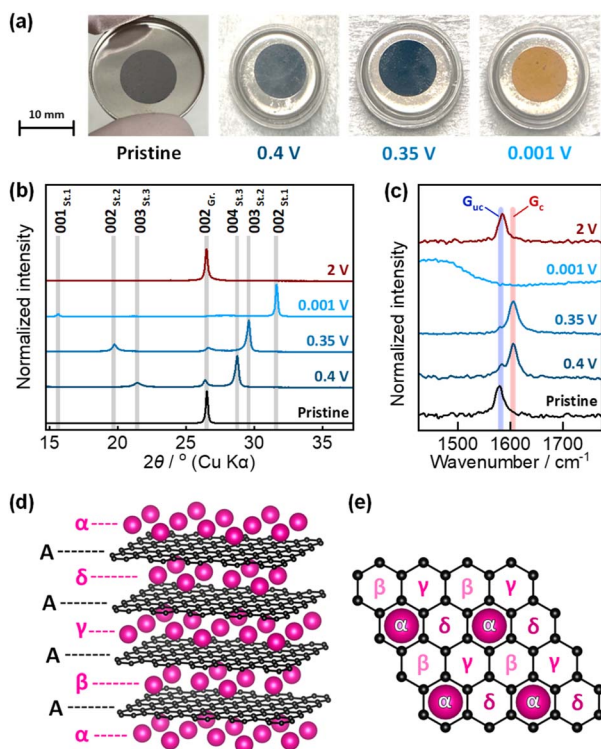 (a)
10 mm
Pristine
0.4 V
0.35 V
0.001 V
(b)
001 St.1
002 St.2
003 St.3
002 Gr.
004 St.3
003 St.2
002 St.1
2 V
0.001 V
0.35 V
0.4 V
Pristine
Normalized intensity
15 20 25 30 35
2θ / ° (Cu Kα)
(c)
Guc
Gc
2 V
0.001 V
0.35 V
0.4 V
Pristine
Normalized intensity
1500 1600 1700
Wavenumber / cm-1
(d)
α
A
δ
A
γ
A
β
A
α
(e)
β γ β γ
α δ α δ
β γ β γ
α δ α δ